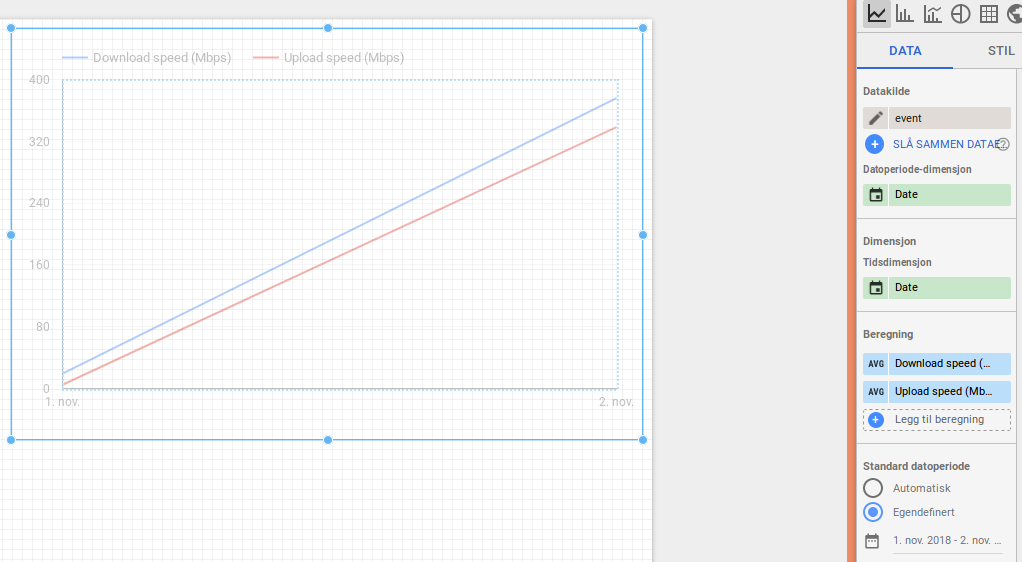 Download speed (Mbps)
Upload speed (Mbps)
400
320
240
160
80
0
1. nov.
2. nov.
DATA
STIL
Datakilde
event
SLÅ SAMMEN DATAE
Datoperiode-dimensjon
Date
Dimensjon
Tidsdimensjon
Date
Beregning
AVG Download speed (...
AVG Upload speed (Mb...
Legg til beregning
Standard datoperiode
Automatisk
Egendefinert
1. nov. 2018 - 2. nov. ...